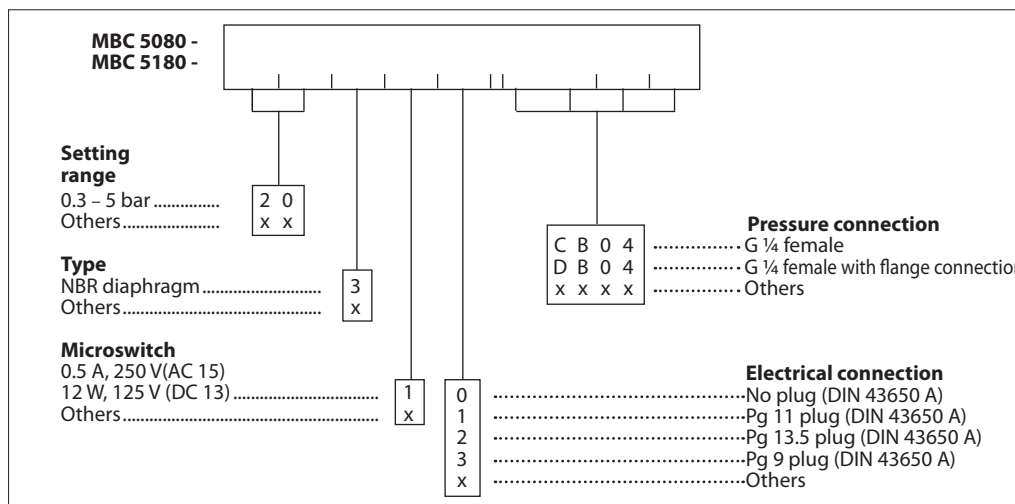 MBC 5080 -
MBC 5180 -
Setting
range
0.3 – 5 bar ............... 2 0
Others....................... x x
Type
NBR diaphragm ........................... 3
Others.............................................. x
Microswitch
0.5 A, 250 V(AC 15)
12 W, 125 V (DC 13) ...................................... 1
Others............................................................... x
Pressure connection
C B 0 4 ............... G ¼ female
D B 0 4 ............... G ¼ female with flange connection
x x x x ............... Others
Electrical connection
0 ............... No plug (DIN 43650 A)
1 ............... Pg 11 plug (DIN 43650 A)
2 ............... Pg 13.5 plug (DIN 43650 A)
3 ............... Pg 9 plug (DIN 43650 A)
x ............... Others